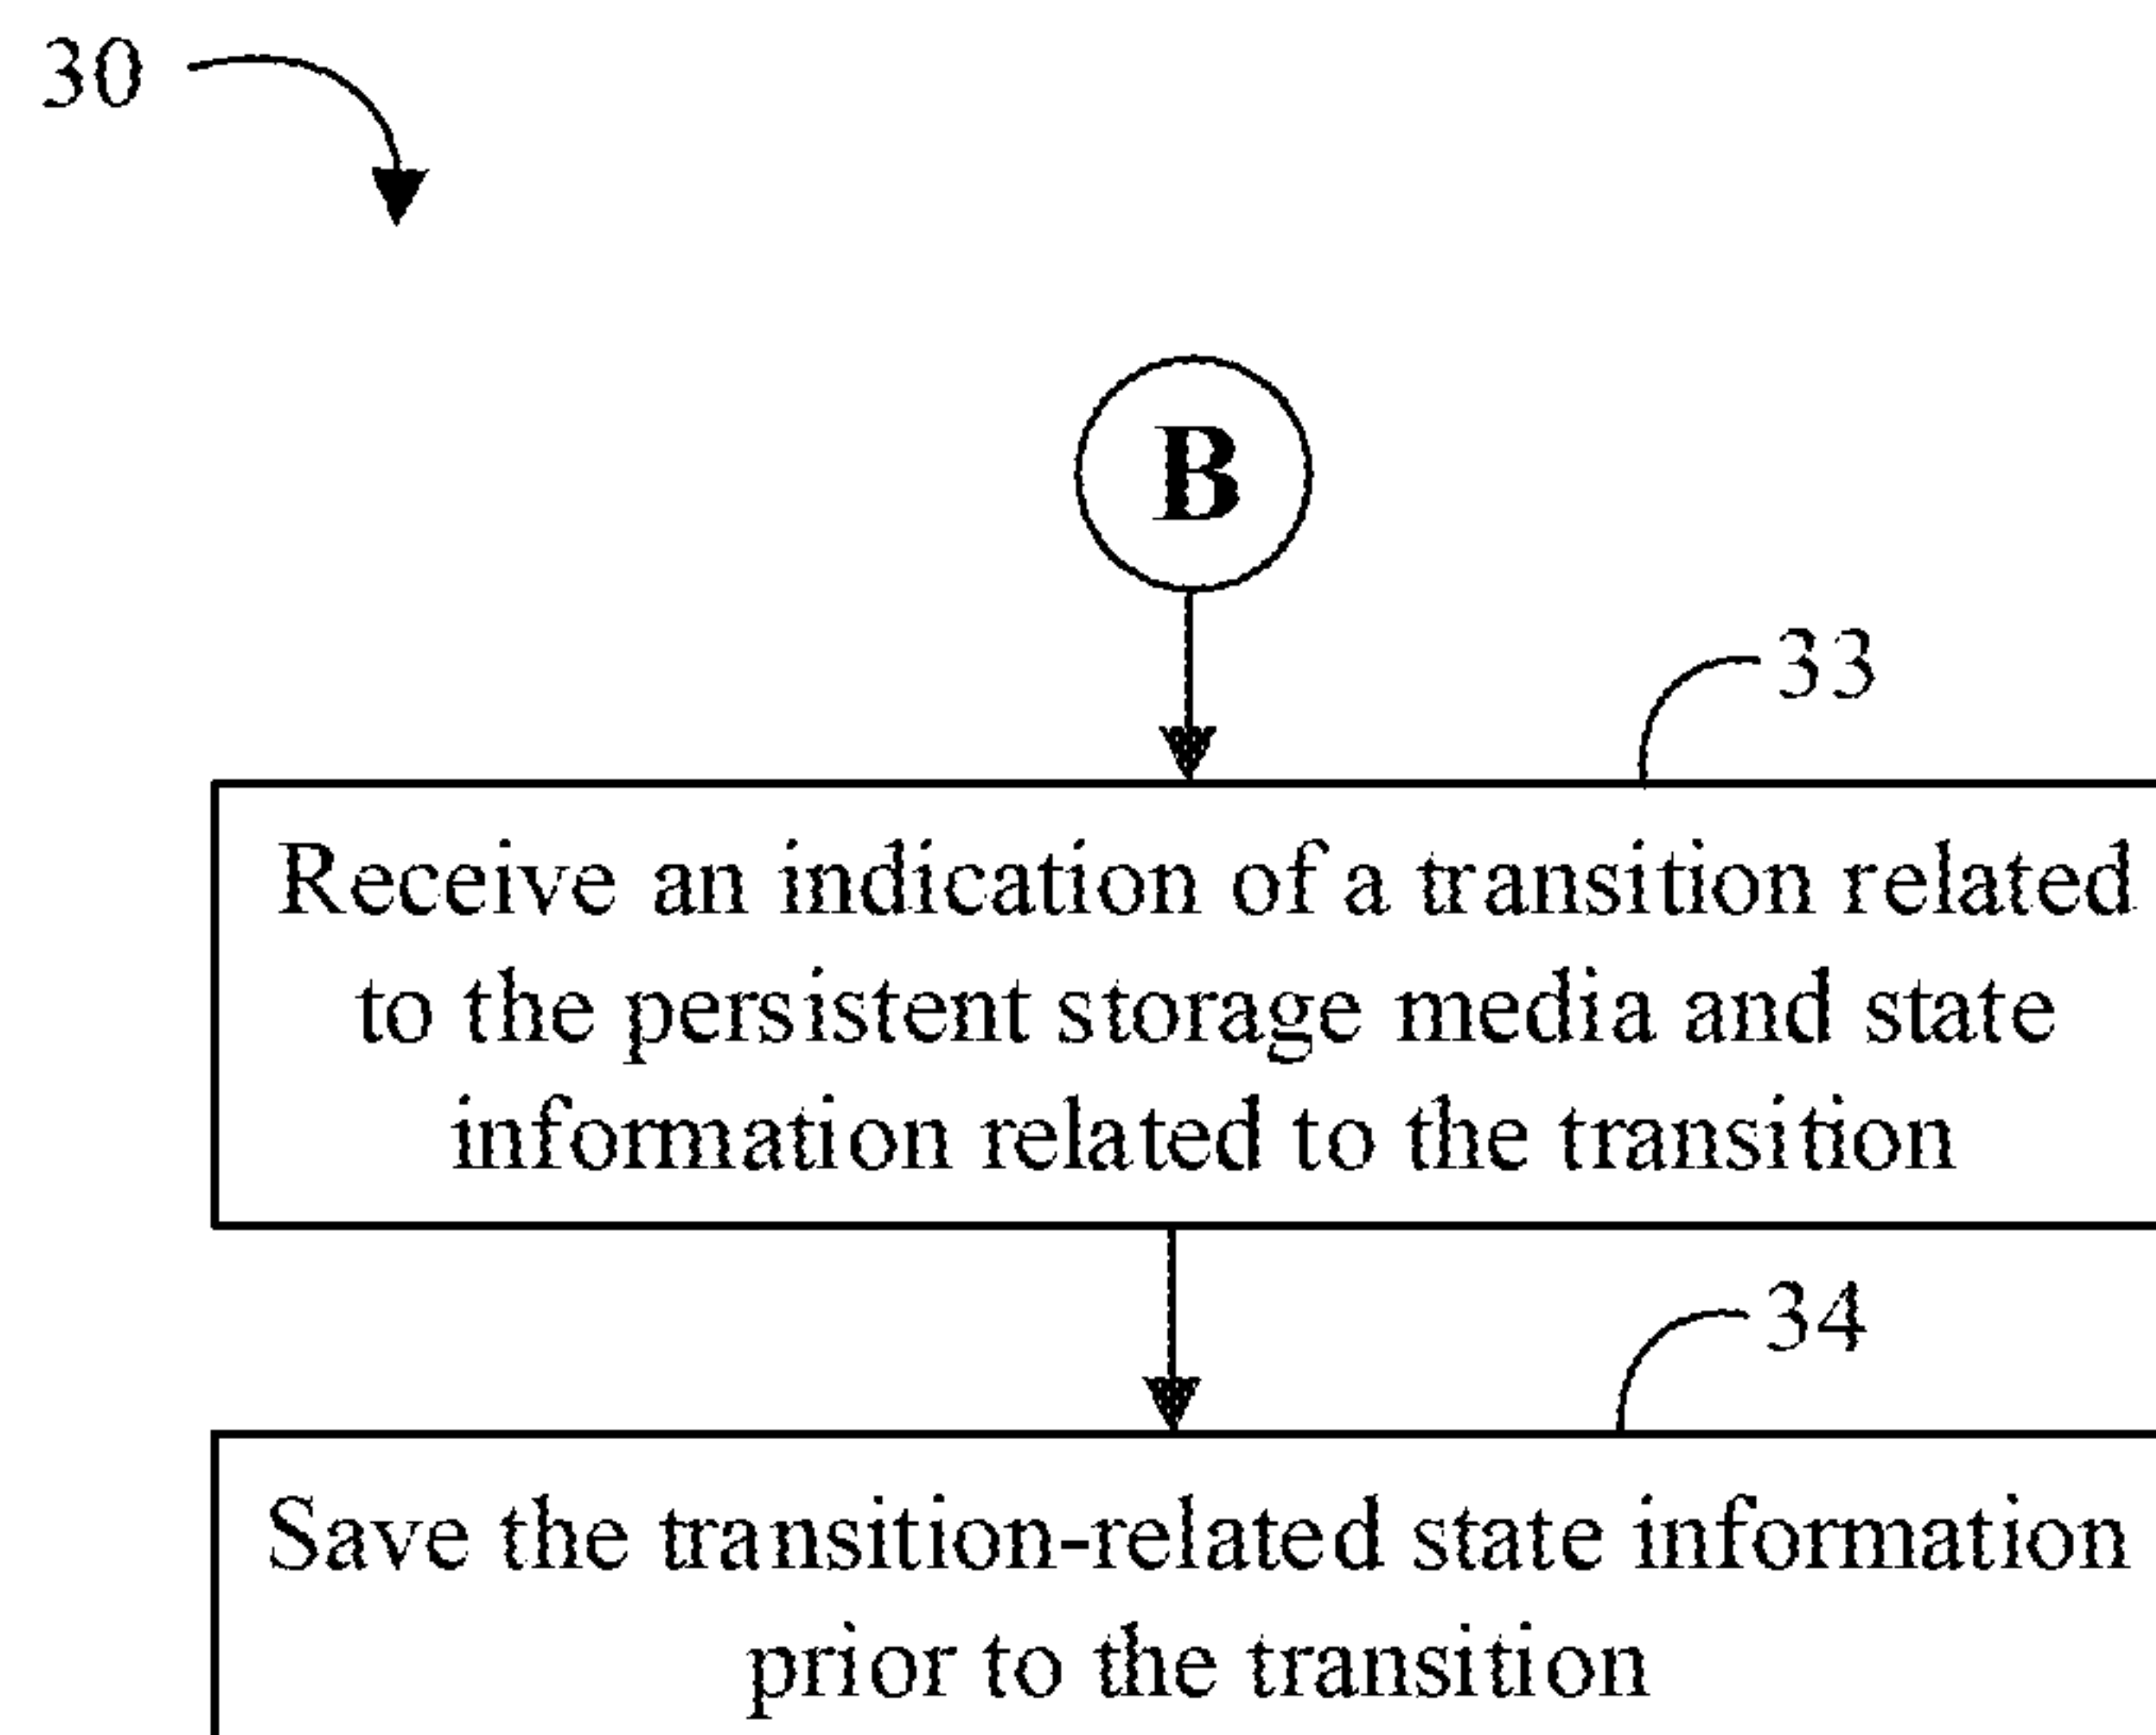 30
B
33
Receive an indication of a transition related
to the persistent storage media and state
information related to the transition
34
Save the transition-related state information
prior to the transition